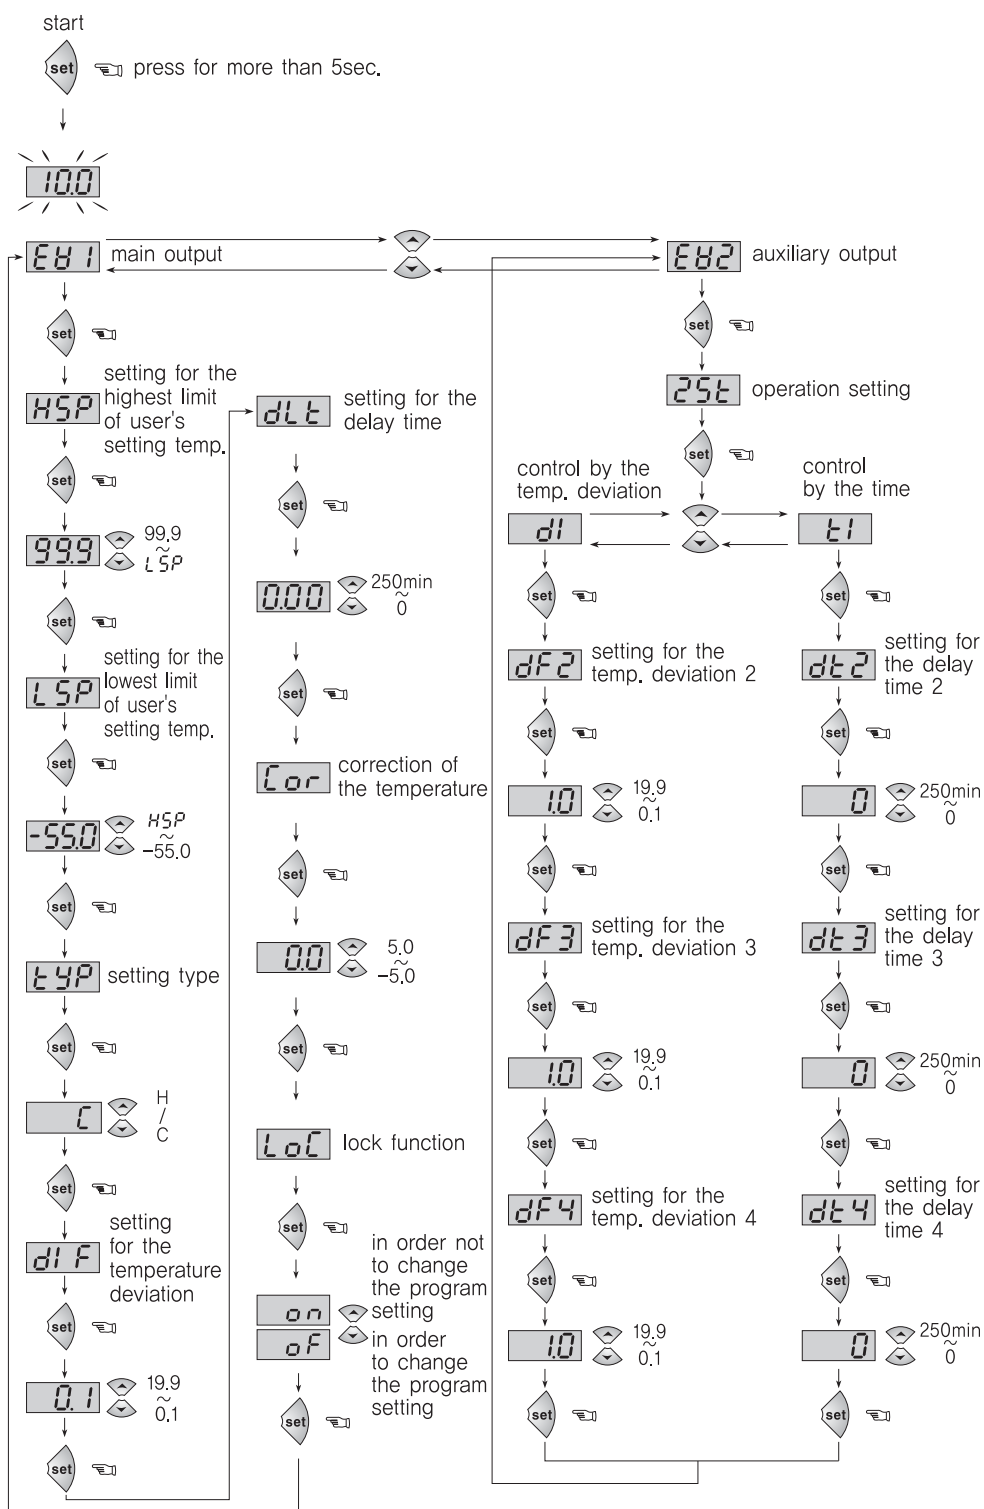 start
set
press for more than 5sec.
10.0
EH1
main output
set
HSP
setting for the
highest limit
of user's
setting temp.
set
99.9
99.9
~
LSP
set
LSP
setting for the
lowest limit
of user's
setting temp.
set
-55.0
HSP
~
-55.0
set
tYP
setting type
set
C
H
/
C
set
dIF
setting
for the
temperature
deviation
set
0.1
19.9
~
0.1
set
dLt
setting for the
delay time
set
0.00
250min
~
0
set
Cor
correction of
the temperature
set
0.0
5.0
~
-5.0
set
LoC
lock function
set
on
in order not
to change
the program
setting
oF
in order
to change
the program
setting
set
EH2
auxiliary output
set
2St
operation setting
set
control by the
temp. deviation
d1
set
dF2
setting for the
temp. deviation 2
set
1.0
19.9
~
0.1
set
dF3
setting for the
temp. deviation 3
set
1.0
19.9
~
0.1
set
dF4
setting for the
temp. deviation 4
set
1.0
19.9
~
0.1
set
control
by the time
t1
set
dt2
setting for
the delay
time 2
set
0
250min
~
0
set
dt3
setting for
the delay
time 3
set
0
250min
~
0
set
dt4
setting for
the delay
time 4
set
0
250min
~
0
set